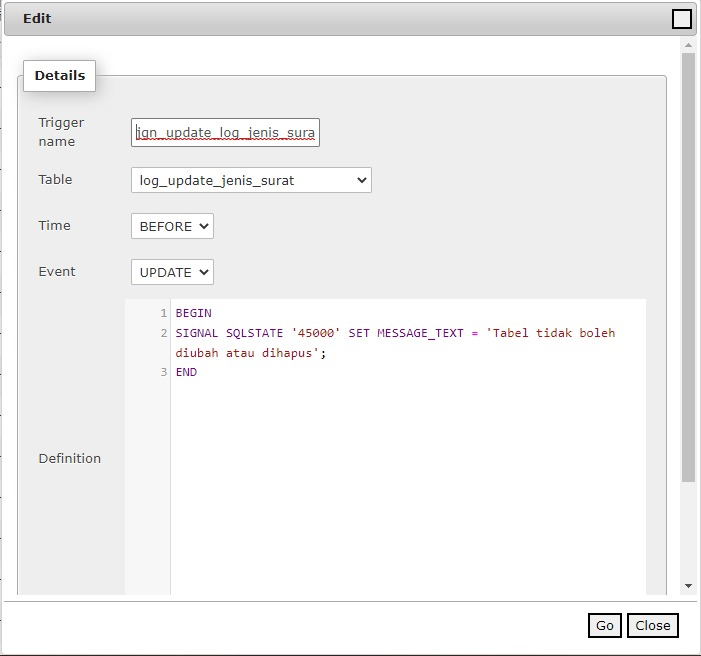 Edit
Details
Trigger
name
jgn_update_log_jenis_sura
Table
log_update_jenis_surat
Time
BEFORE
Event
UPDATE
1 BEGIN
2 SIGNAL SQLSTATE '45000' SET MESSAGE_TEXT = 'Tabel tidak boleh
diubah atau dihapus';
3 END
Definition
Go Close